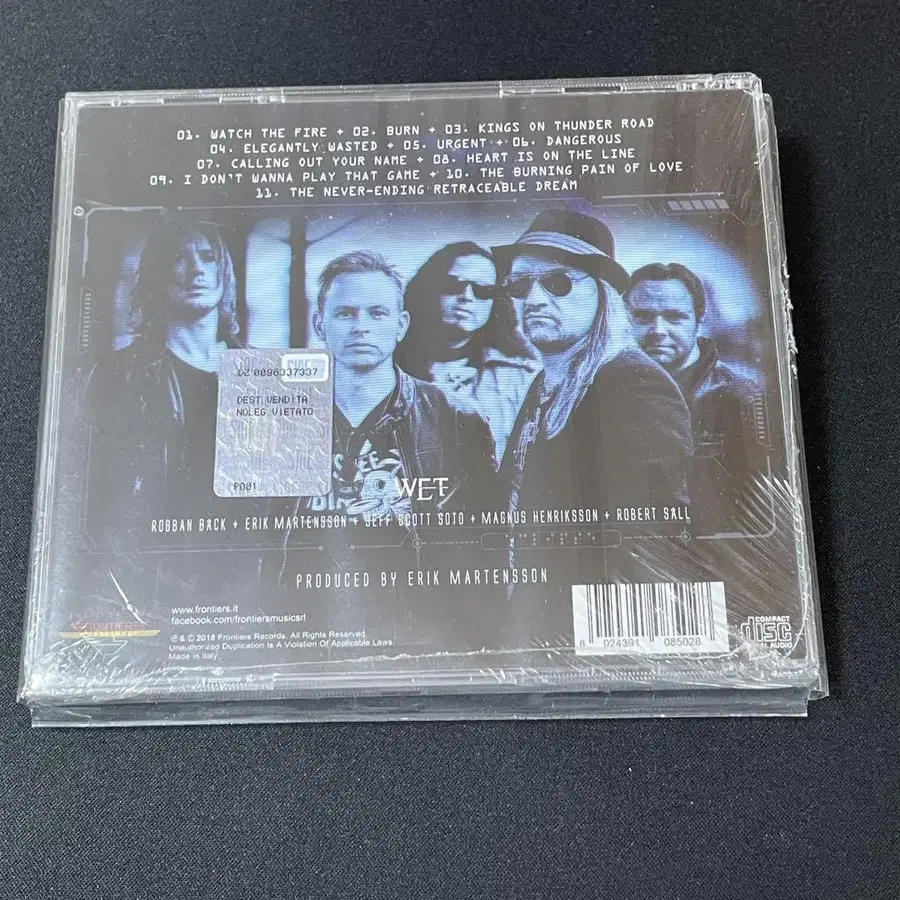 01. WATCH THE FIRE + 02. BURN + 03. KINGS ON THUNDER ROAD
04. ELEGANTLY WASTED + 05. URGENT + 06. DANGEROUS
07. CALLING OUT YOUR NAME + 08. HEART IS ON THE LINE
09. I DON'T WANNA PLAY THAT GAME + 10. THE BURNING PAIN OF LOVE
11. THE NEVER-ENDING RETRACEABLE DREAM
DZ 0096337337
DEST.VENDITA
NOLEG VIETATO
P001
WET
ROBBAN BÄCK + ERIK MARTENSSON + JEFF SCOTT SOTO + MAGNUS HENRIKSSON + ROBERT SÄLL
PRODUCED BY ERIK MARTENSSON
FRONTIERS
www.frontiers.it
facebook.com/frontiersmusicsrl
℗ & © 2018 Frontiers Records. All Rights Reserved.
Unauthorized Duplication Is A Violation Of Applicable Laws.
Made in Italy
8 024391 085028
COMPACT
disc
AUDIO